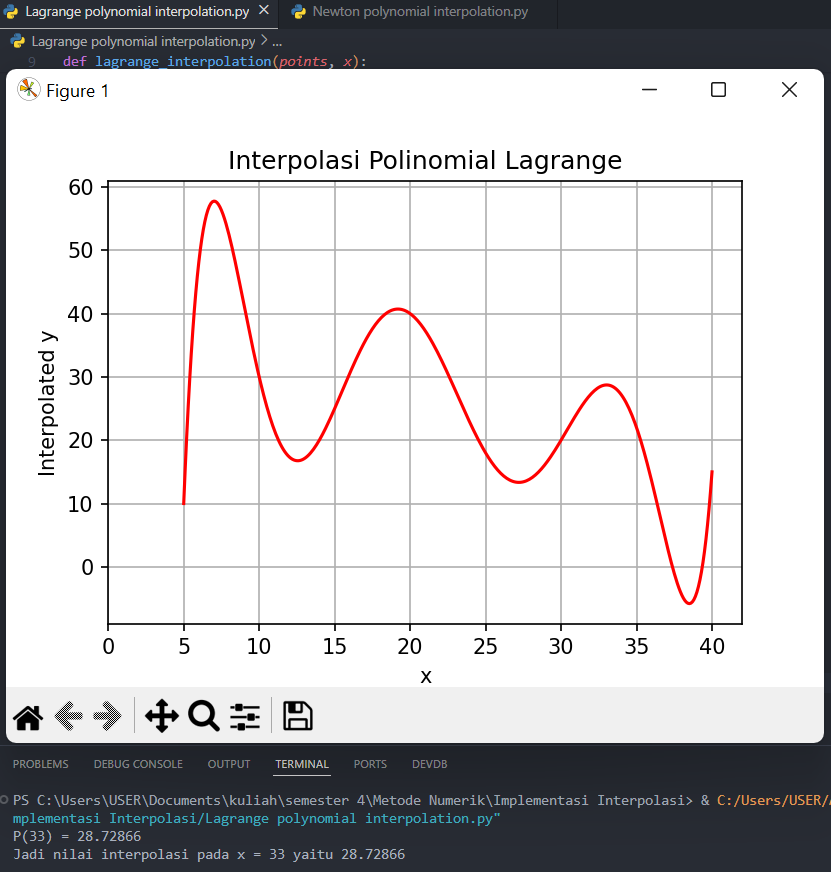 Lagrange polynomial interpolation.py
Newton polynomial interpolation.py
Lagrange polynomial interpolation.py > ...
9 def lagrange_interpolation(points, x):
Figure 1
Interpolasi Polinomial Lagrange
60
50
40
30
20
10
0
Interpolated y
0 5 10 15 20 25 30 35 40
x
PROBLEMS DEBUG CONSOLE OUTPUT TERMINAL PORTS DEVDB
PS C:\Users\USER\Documents\kuliah\semester 4\Metode Numerik\Implementasi Interpolasi> & C:/Users/USER/
mplementasi Interpolasi/Lagrange polynomial interpolation.py"
P(33) = 28.72866
Jadi nilai interpolasi pada x = 33 yaitu 28.72866